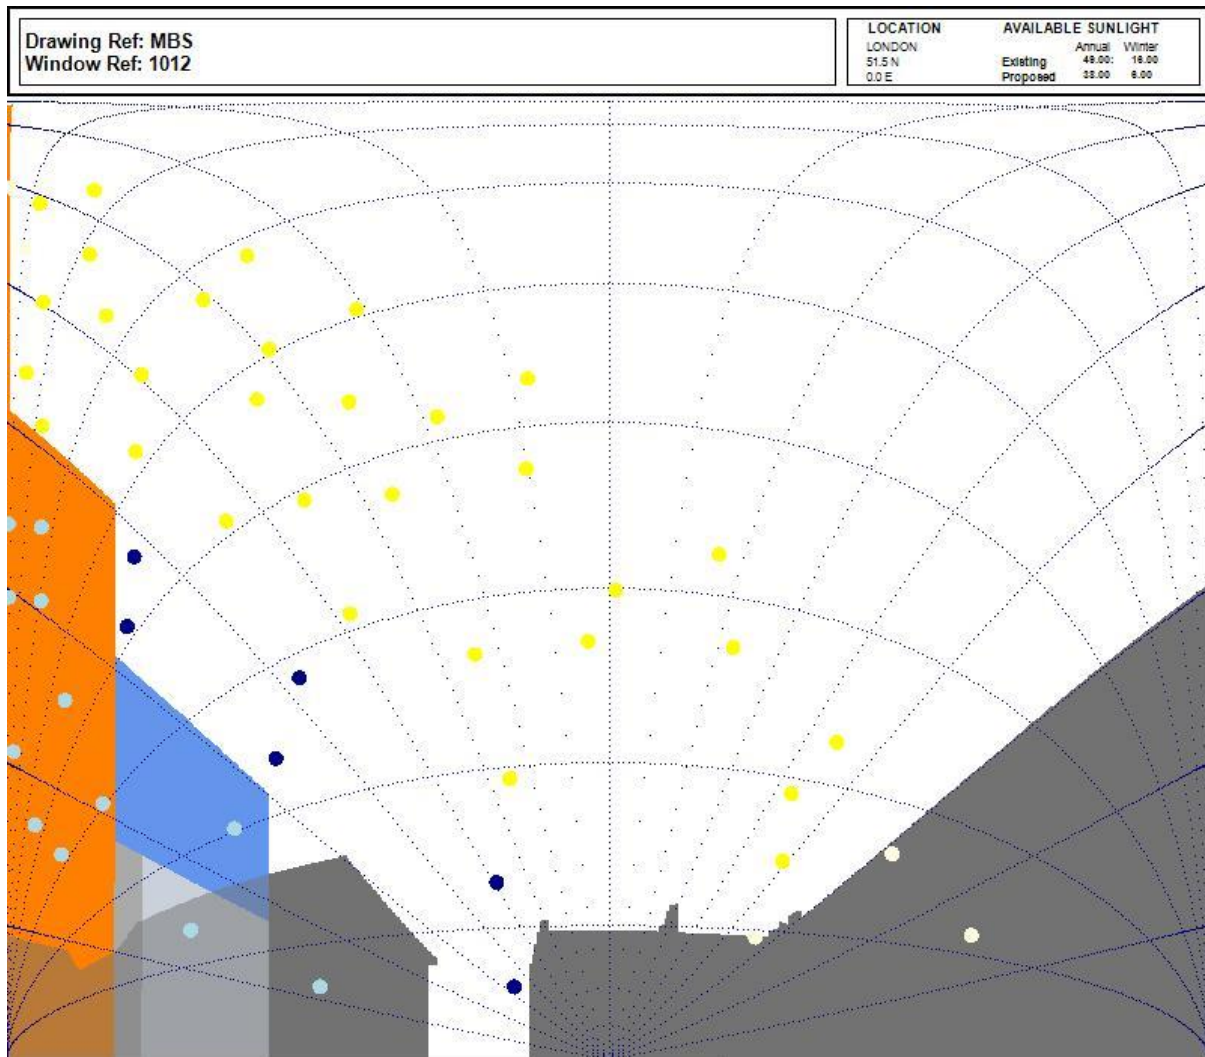 Drawing Ref: MBS
Window Ref: 1012
LOCATION
LONDON
51.5 N
0.0 E
AVAILABLE SUNLIGHT
Annual Winter
Existing 49.00: 16.00
Proposed 38.00 6.00